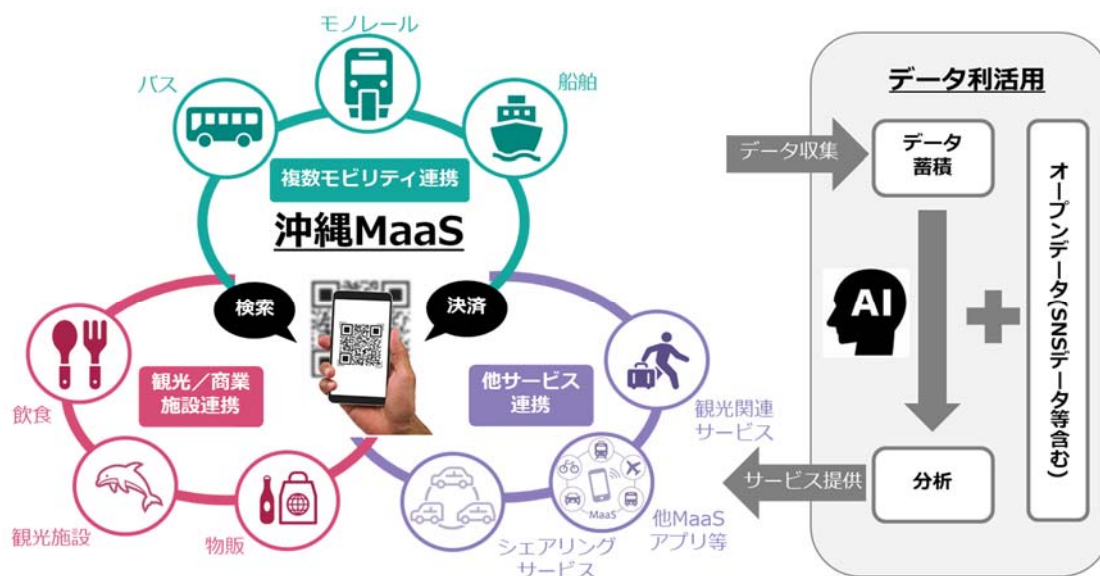 モノレール
バス
船舶
複数モビリティ連携
沖縄MaaS
検索
決済
飲食
観光／商業
施設連携
他サービス
連携
観光関連
サービス
観光施設
物販
シェアリング
サービス
MaaS
他MaaS
アプリ等
データ利活用
データ収集
データ
蓄積
AI
オープンデータ(SNSデータ等含む)
サービス提供
分析